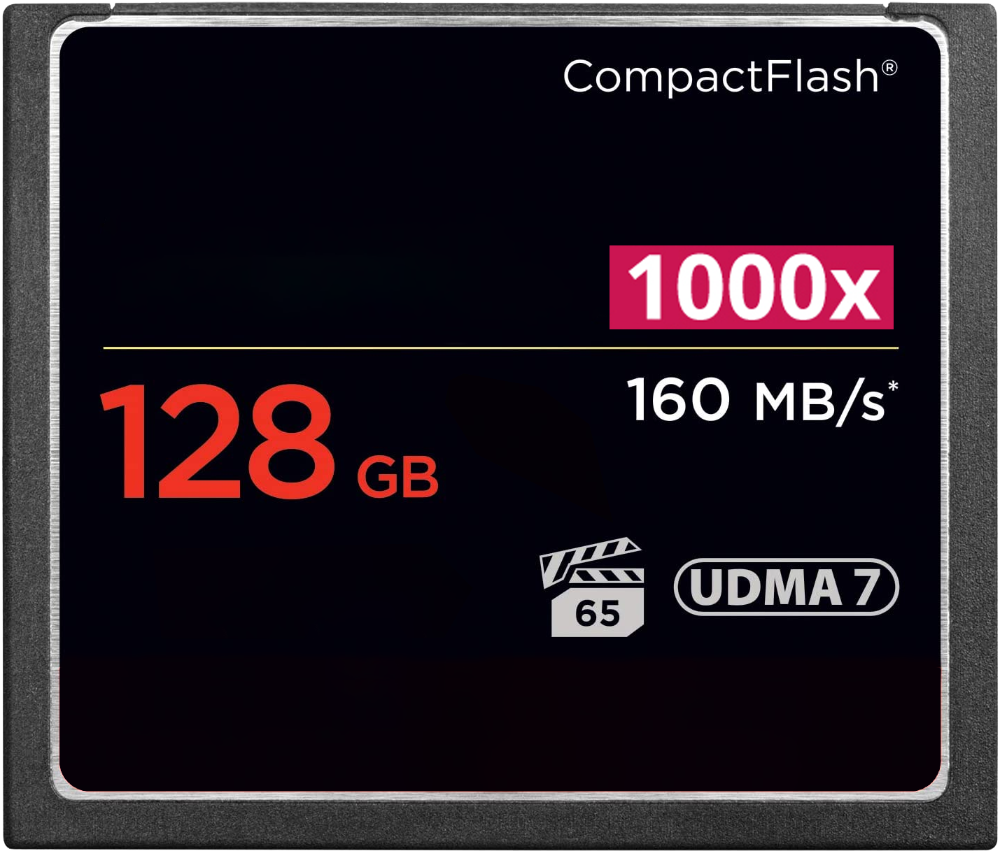 CompactFlash®
1000x
128 GB
160 MB/s*
65
UDMA 7